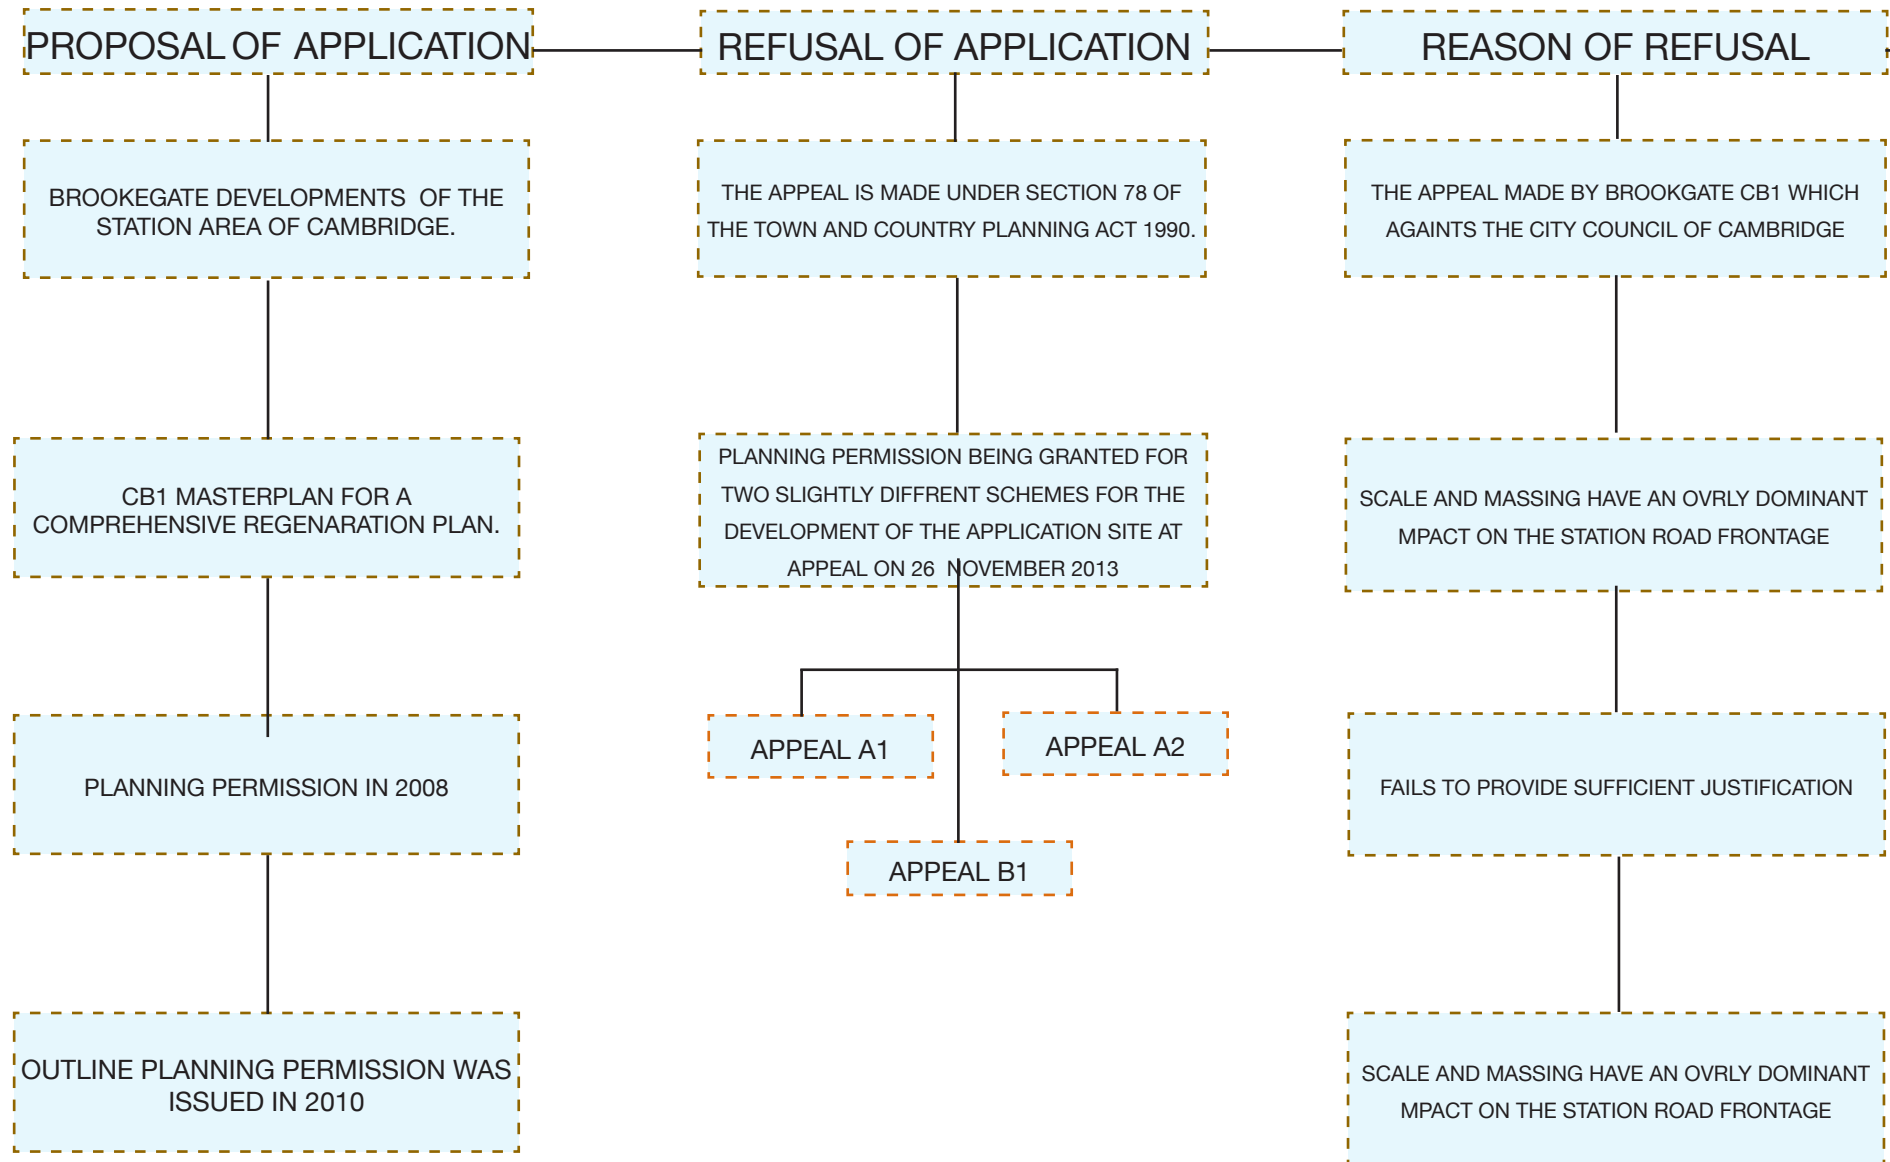 PROPOSAL OF APPLICATION
BROOKEGATE DEVELOPMENTS OF THE
STATION AREA OF CAMBRIDGE.
CB1 MASTERPLAN FOR A
COMPREHENSIVE REGENARATION PLAN.
PLANNING PERMISSION IN 2008
OUTLINE PLANNING PERMISSION WAS
ISSUED IN 2010
REFUSAL OF APPLICATION
THE APPEAL IS MADE UNDER SECTION 78 OF
THE TOWN AND COUNTRY PLANNING ACT 1990.
PLANNING PERMISSION BEING GRANTED FOR
TWO SLIGHTLY DIFFRENT SCHEMES FOR THE
DEVELOPMENT OF THE APPLICATION SITE AT
APPEAL ON 26 NOVEMBER 2013
APPEAL A1
APPEAL A2
APPEAL B1
REASON OF REFUSAL
THE APPEAL MADE BY BROOKGATE CB1 WHICH
AGAINTS THE CITY COUNCIL OF CAMBRIDGE
SCALE AND MASSING HAVE AN OVRLY DOMINANT
MPACT ON THE STATION ROAD FRONTAGE
FAILS TO PROVIDE SUFFICIENT JUSTIFICATION
SCALE AND MASSING HAVE AN OVRLY DOMINANT
MPACT ON THE STATION ROAD FRONTAGE